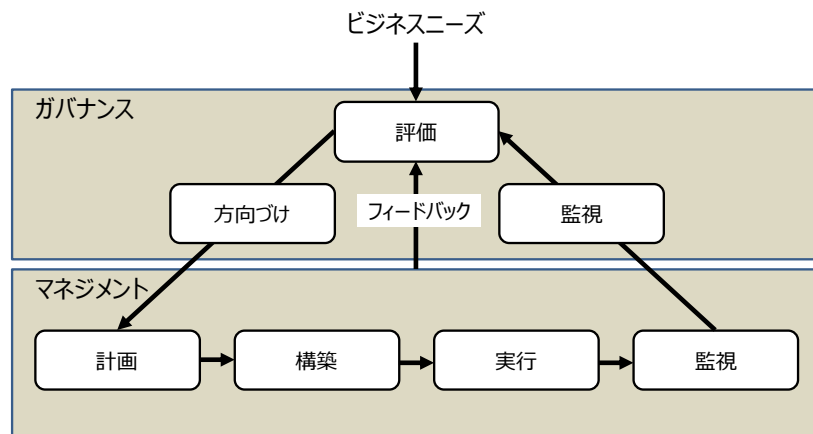 ビジネスニーズ
ガバナンス
評価
方向づけ
フィードバック
監視
マネジメント
計画
構築
実行
監視